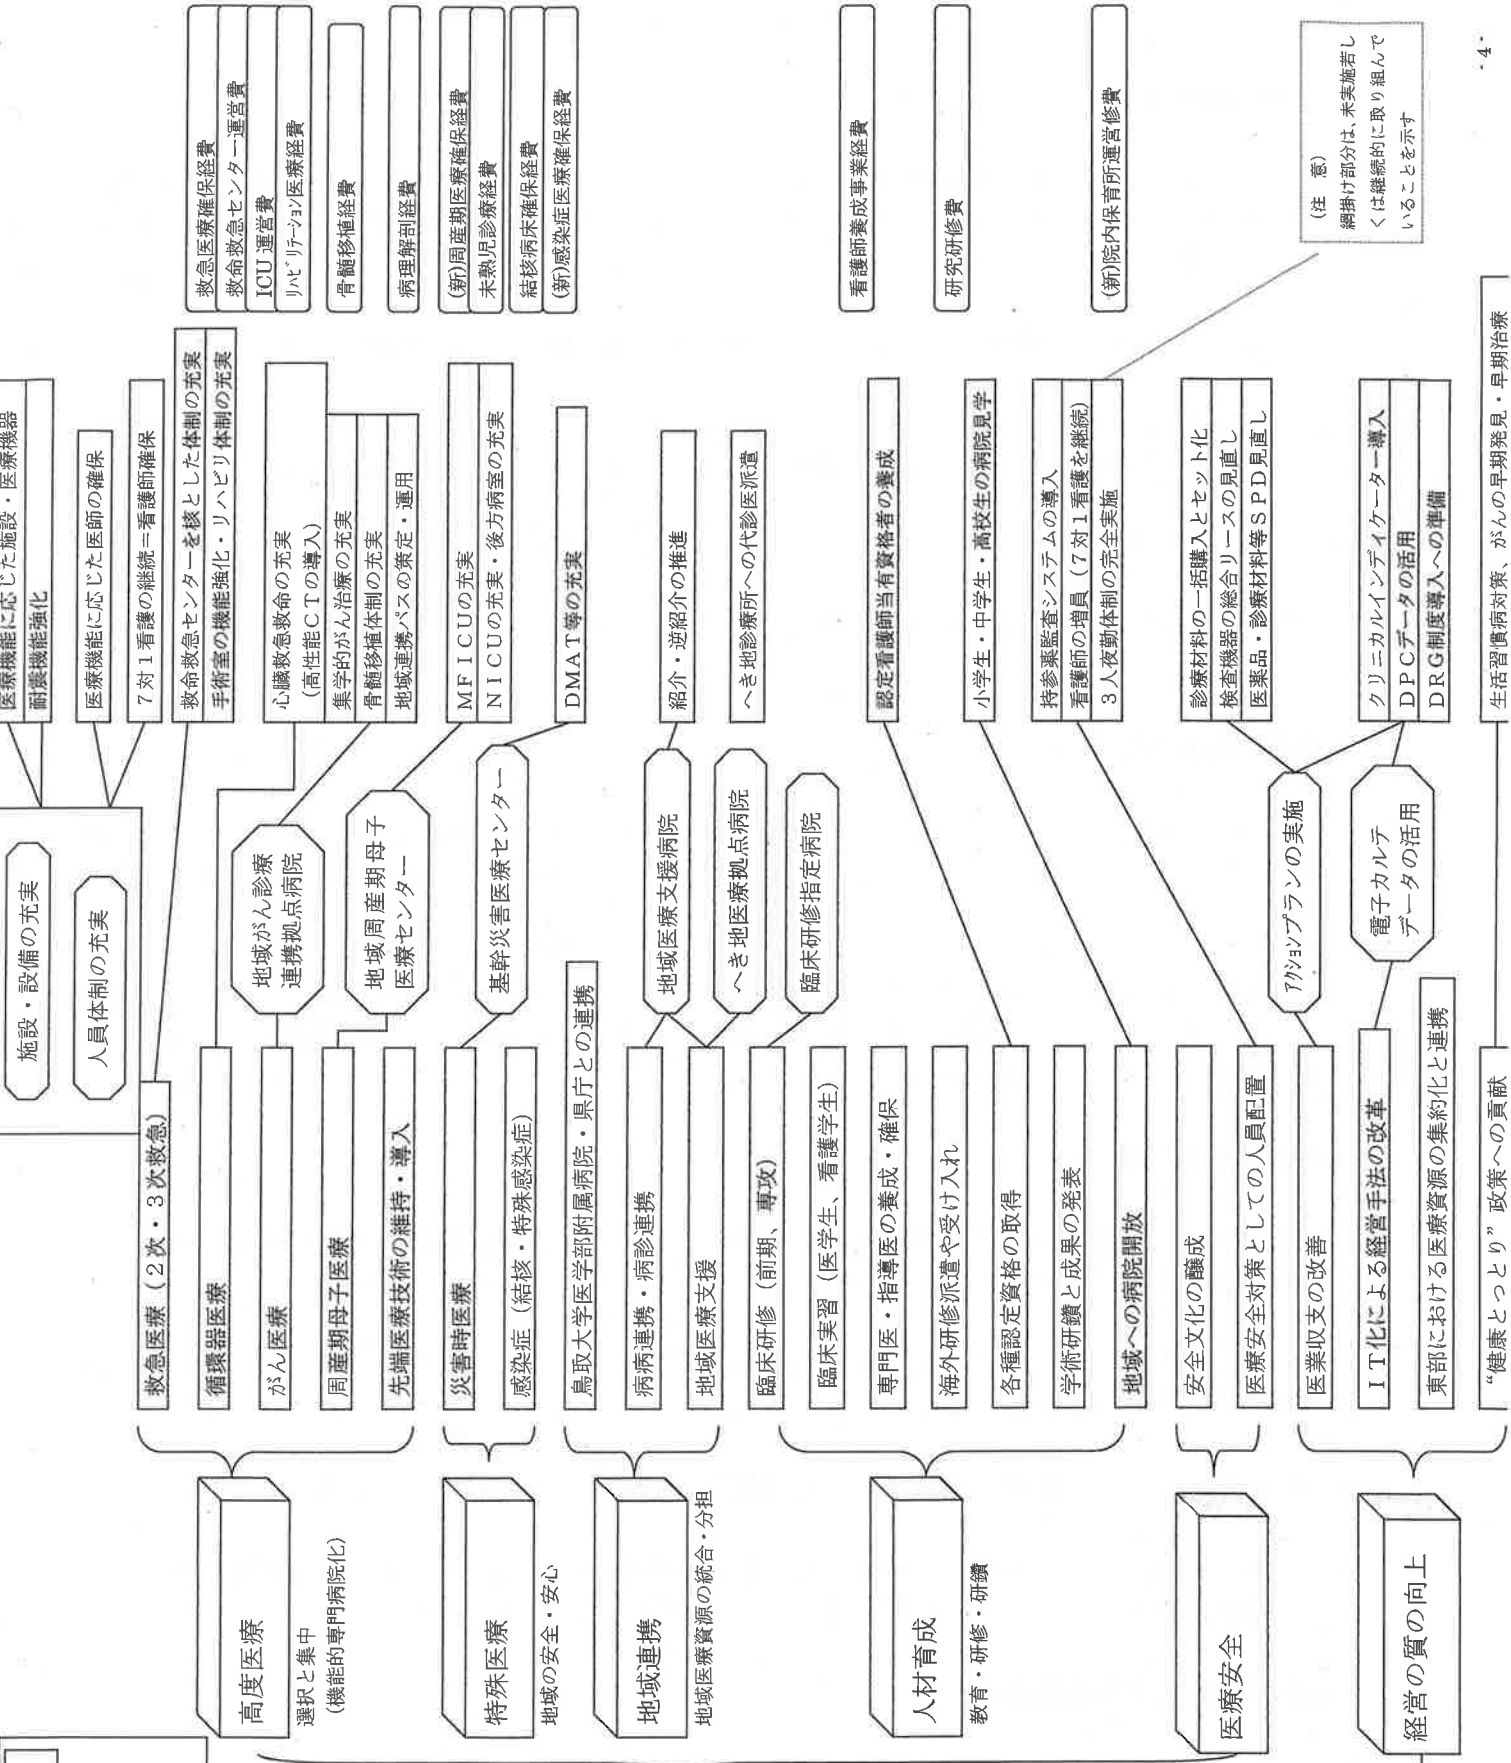 高度医療
選択と集中
(機能的専門病院化)
特殊医療
地域の安全・安心
地域連携
地域医療資源の統合・分担
人材育成
教育・研修・研鑽
医療安全
経営の質の向上
救急医療（２次・３次救急）
循環器医療
がん医療
周産期母子医療
先端医療技術の維持・導入
災害時医療
感染症（結核・特殊感染症）
鳥取大学医学部附属病院・県庁との連携
病病連携・病診連携
地域医療支援
臨床研修（前期、専攻）
臨床実習（医学生、看護学生）
専門医・指導医の養成・確保
海外研修派遣や受け入れ
各種認定資格の取得
学術研鑽と成果の発表
地域への病院開放
安全文化の醸成
医療安全対策としての人員配置
医業収支の改善
ＩＴ化による経営手法の改革
東部における医療資源の集約化と連携
“健康とっとり”政策への貢献
施設・設備の充実
人員体制の充実
地域がん診療
連携拠点病院
地域周産期母子
医療センター
基幹災害医療センター
地域医療支援病院
へき地医療拠点病院
臨床研修指定病院
ｱｸｼｮﾝプランの実施
電子カルテ
データの活用
医療機能に応じた施設・医療機器
耐震機能強化
医療機能に応じた医師の確保
７対１看護の継続＝看護師確保
救命救急センターを核とした体制の充実
手術室の機能強化・リハビリ体制の充実
心臓救急救命の充実
(高性能ＣＴの導入)
集学的がん治療の充実
骨髄移植体制の充実
地域連携パスの策定・運用
ＭＦＩＣＵの充実
ＮＩＣＵの充実・後方病室の充実
DMAT等の充実
紹介・逆紹介の推進
へき地診療所への代診医派遣
認定看護師当有資格者の養成
小学生・中学生・高校生の病院見学
持参薬監査システムの導入
看護師の増員（７対１看護を継続）
３人夜勤体制の完全実施
診療材料の一括購入とセット化
検査機器の総合リースの見直し
医薬品・診療材料等ＳＰＤ見直し
クリニカルインディケーター導入
ＤＰＣデータの活用
ＤＲＧ制度導入への準備
生活習慣病対策、がんの早期発見・早期治療
救急医療確保経費
救命救急センター運営費
ICU 運営費
ﾘﾊﾋﾞﾘﾃｰｼｮﾝ医療経費
骨髄移植経費
病理解剖経費
(新)周産期医療確保経費
未熟児診療経費
結核病床確保経費
(新)感染症医療確保経費
看護師養成事業経費
研究研修費
(新)院内保育所運営修費
(注　意)
網掛け部分は、未実施若し
くは継続的に取り組んで
いることを示す
- 4 -